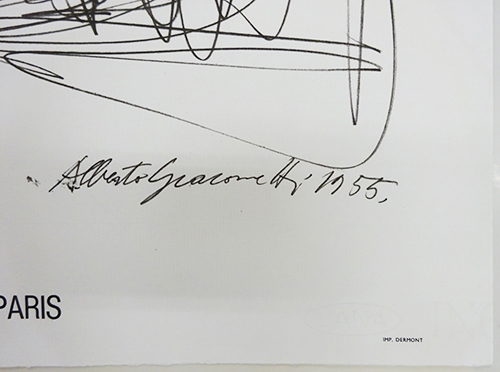 Alberto Giacometti 1955.
PARIS
IMP. DERMONT